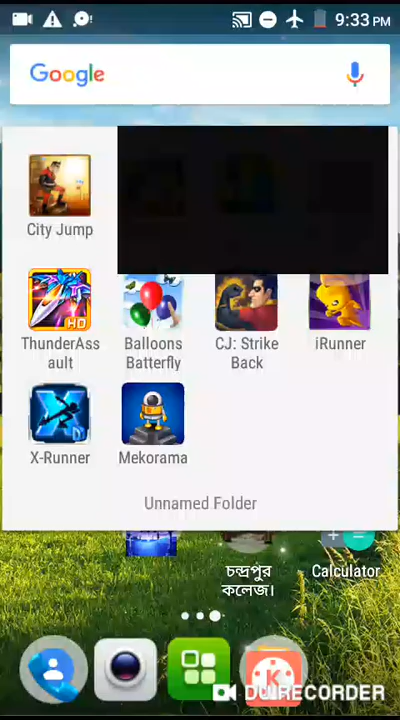 9:33 PM
Google
City Jump
ThunderAss
ault
Balloons
Batterfly
CJ: Strike
Back
iRunner
X-Runner
Mekorama
Unnamed Folder
চন্দ্রপুর
কলেজ।
Calculator
DU RECORDER